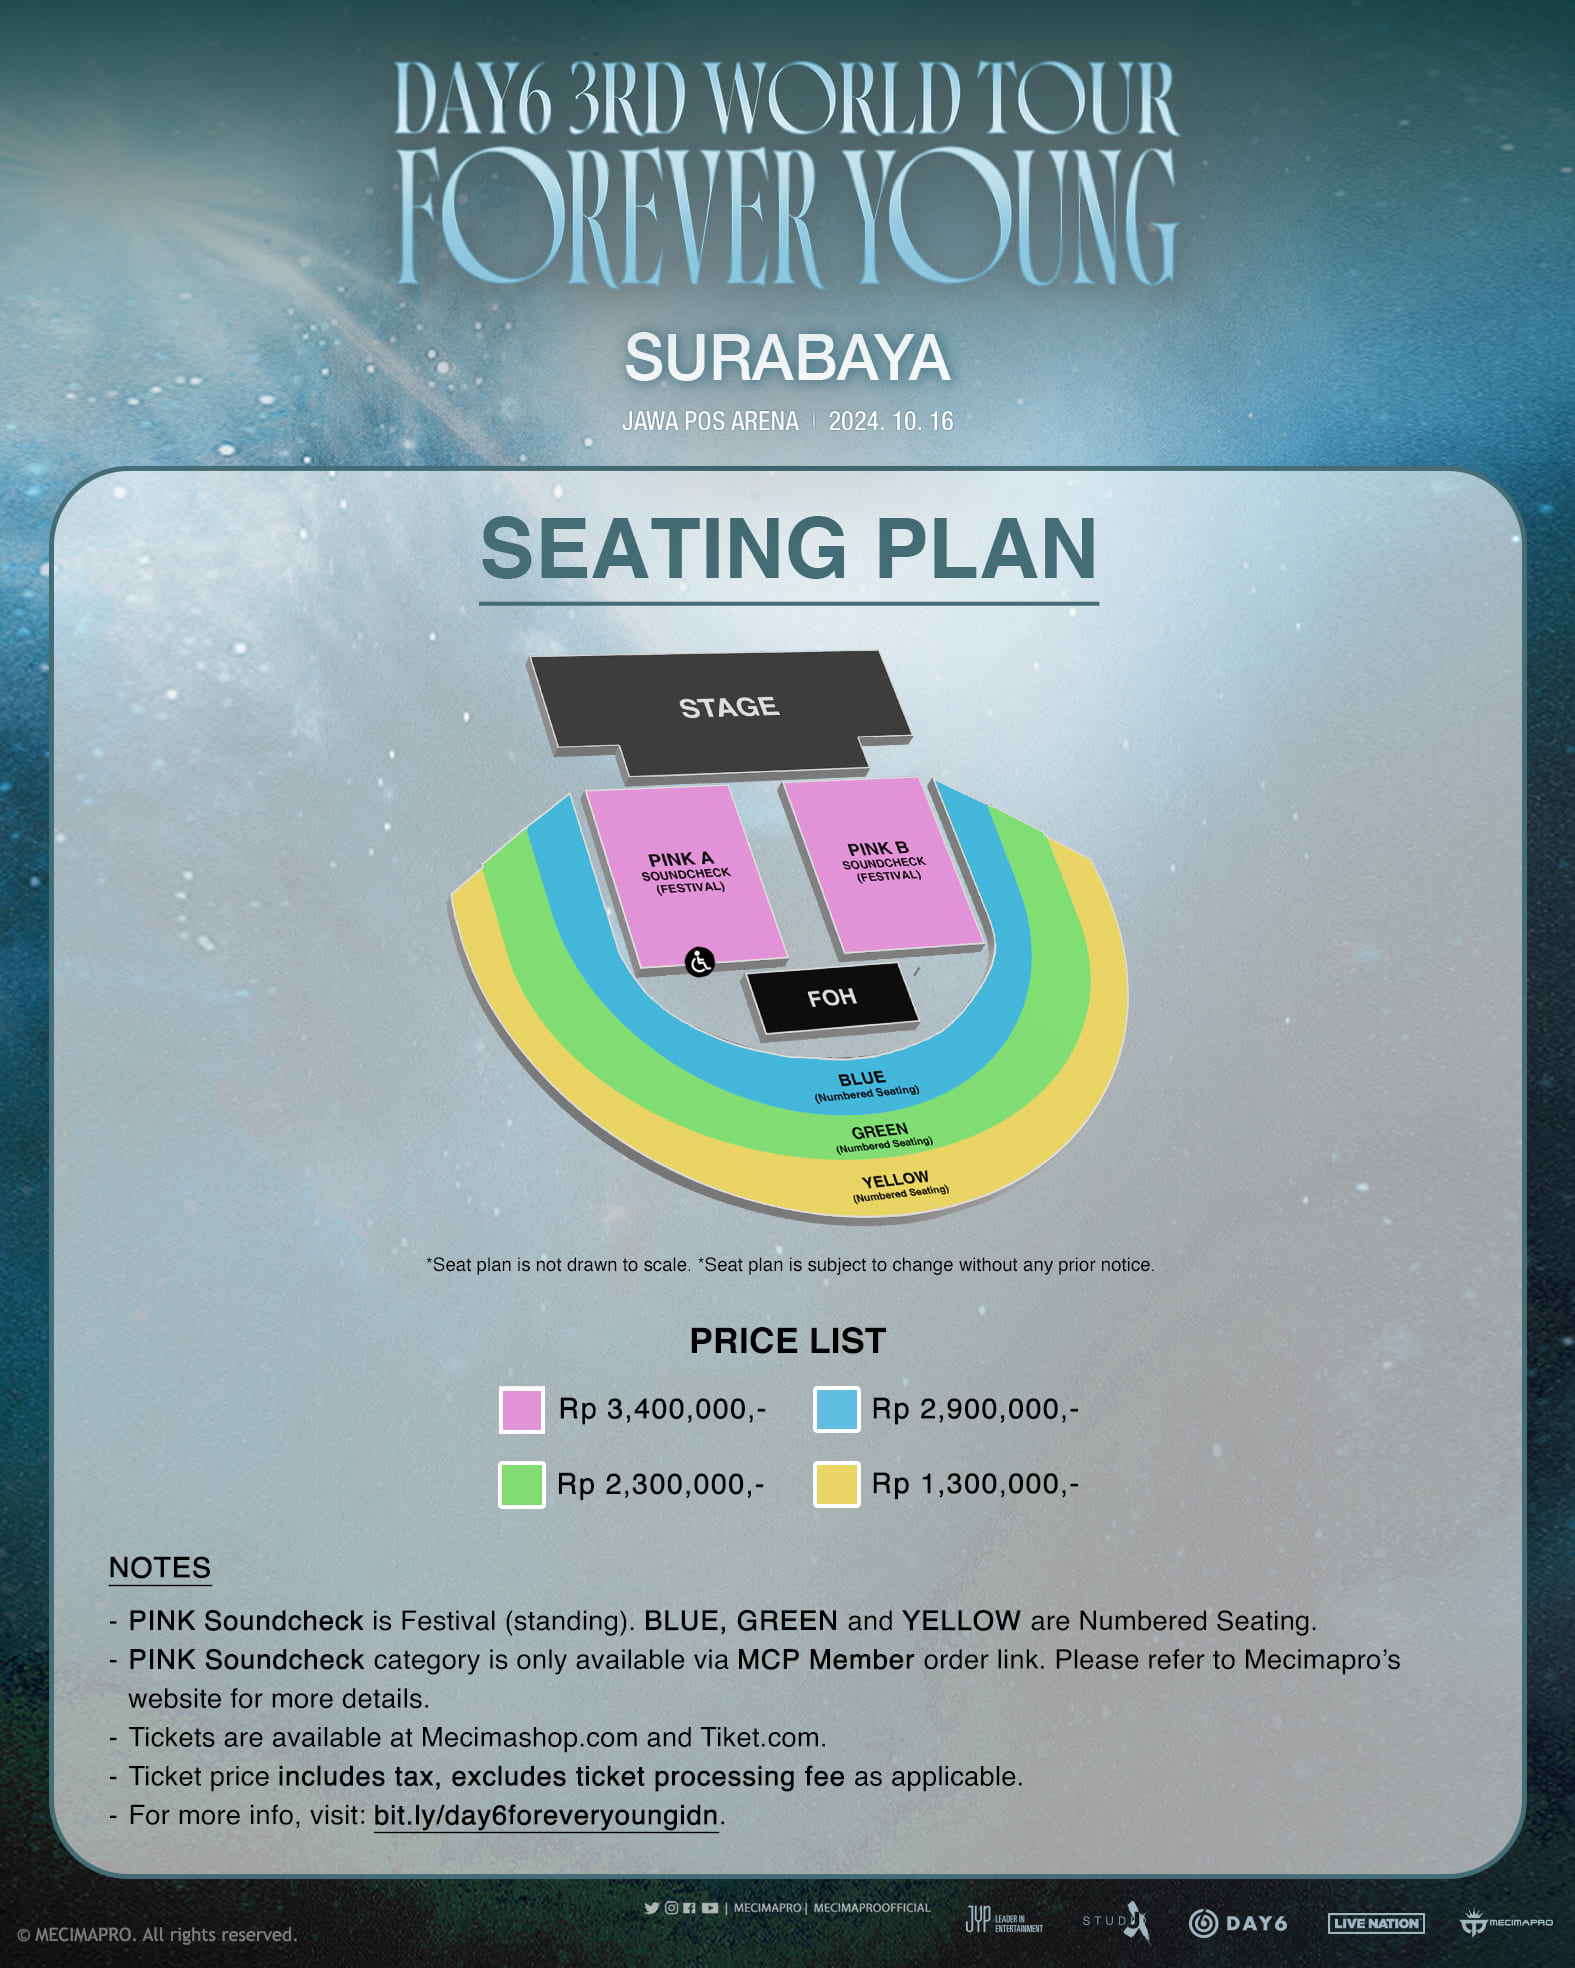 DAY6 3RD WORLD TOUR
FOREVER YOUNG
SURABAYA
JAWA POS ARENA | 2024. 10. 16
SEATING PLAN
STAGE
PINK A
SOUNDCHECK
(FESTIVAL)
PINK B
SOUNDCHECK
(FESTIVAL)
FOH
BLUE
(Numbered Seating)
GREEN
(Numbered Seating)
YELLOW
(Numbered Seating)
*Seat plan is not drawn to scale. *Seat plan is subject to change without any prior notice.
PRICE LIST
Rp 3,400,000,-
Rp 2,900,000,-
Rp 2,300,000,-
Rp 1,300,000,-
NOTES
- PINK Soundcheck is Festival (standing). BLUE, GREEN and YELLOW are Numbered Seating.
- PINK Soundcheck category is only available via MCP Member order link. Please refer to Mecimapro’s
website for more details.
- Tickets are available at Mecimashop.com and Tiket.com.
- Ticket price includes tax, excludes ticket processing fee as applicable.
- For more info, visit: bit.ly/day6foreveryoungidn.
| MECIMAPRO | MECIMAPROOFFICIAL
© MECIMAPRO. All rights reserved.
JYP LEADER IN
ENTERTAINMENT
STUDIO J
DAY6
LIVE NATION
MECIMAPRO